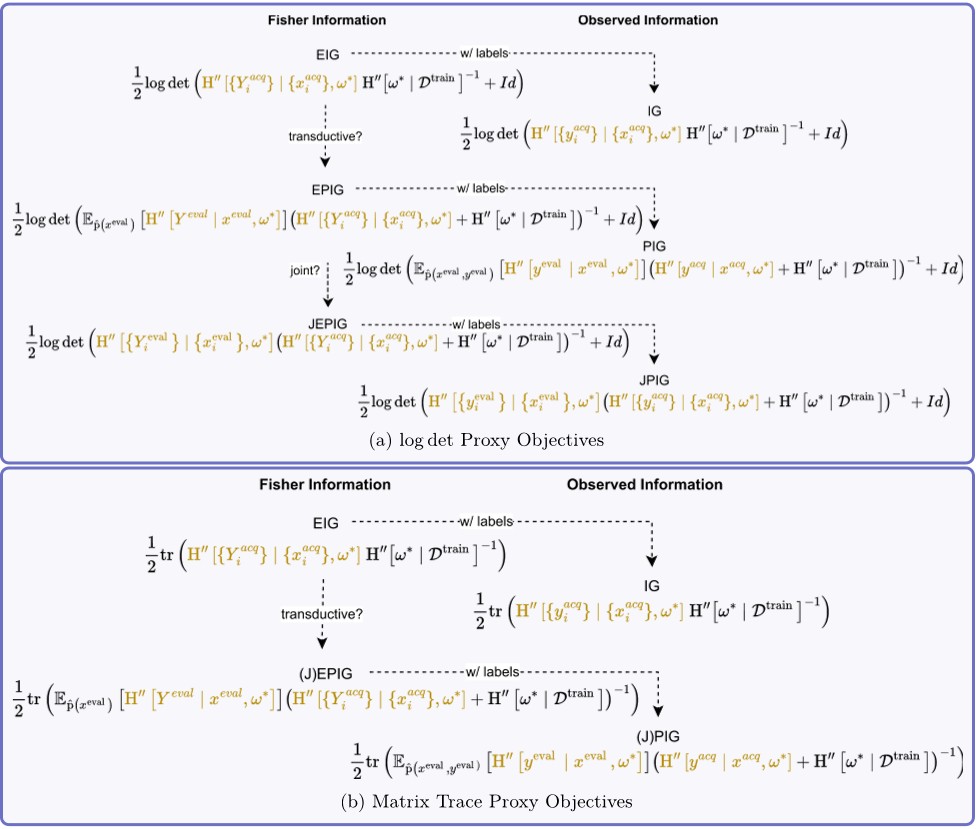 Fisher Information Observed Information
EIG w/ labels
1/2 log det (H″[{Y_i^acq} | {x_i^acq}, ω*] H″[ω* | D^train]^−1 + Id)
IG
transductive?
1/2 log det (H″[{y_i^acq} | {x_i^acq}, ω*] H″[ω* | D^train]^−1 + Id)
EPIG w/ labels
1/2 log det (𝔼_p̂(x^eval) [H″[Y^eval | x^eval, ω*]] (H″[{Y_i^acq} | {x_i^acq}, ω*] + H″[ω* | D^train])^−1 + Id)
PIG
joint? 1/2 log det (𝔼_p̂(x^eval, y^eval) [H″[y^eval | x^eval, ω*]] (H″[y^acq | x^acq, ω*] + H″[ω* | D^train])^−1 + Id)
JEPIG w/ labels
1/2 log det (H″[{Y_i^eval} | {x_i^eval}, ω*] (H″[{Y_i^acq} | {x_i^acq}, ω*] + H″[ω* | D^train])^−1 + Id)
JPIG
1/2 log det (H″[{y_i^eval} | {x_i^eval}, ω*] (H″[{y_i^acq} | {x_i^acq}, ω*] + H″[ω* | D^train])^−1 + Id)
(a) log det Proxy Objectives
Fisher Information Observed Information
EIG w/ labels
1/2 tr (H″[{Y_i^acq} | {x_i^acq}, ω*] H″[ω* | D^train]^−1)
IG
transductive?
1/2 tr (H″[{y_i^acq} | {x_i^acq}, ω*] H″[ω* | D^train]^−1)
(J)EPIG w/ labels
1/2 tr (𝔼_p̂(x^eval) [H″[Y^eval | x^eval, ω*]] (H″[{Y_i^acq} | {x_i^acq}, ω*] + H″[ω* | D^train])^−1)
(J)PIG
1/2 tr (𝔼_p̂(x^eval, y^eval) [H″[y^eval | x^eval, ω*]] (H″[y^acq | x^acq, ω*] + H″[ω* | D^train])^−1)
(b) Matrix Trace Proxy Objectives